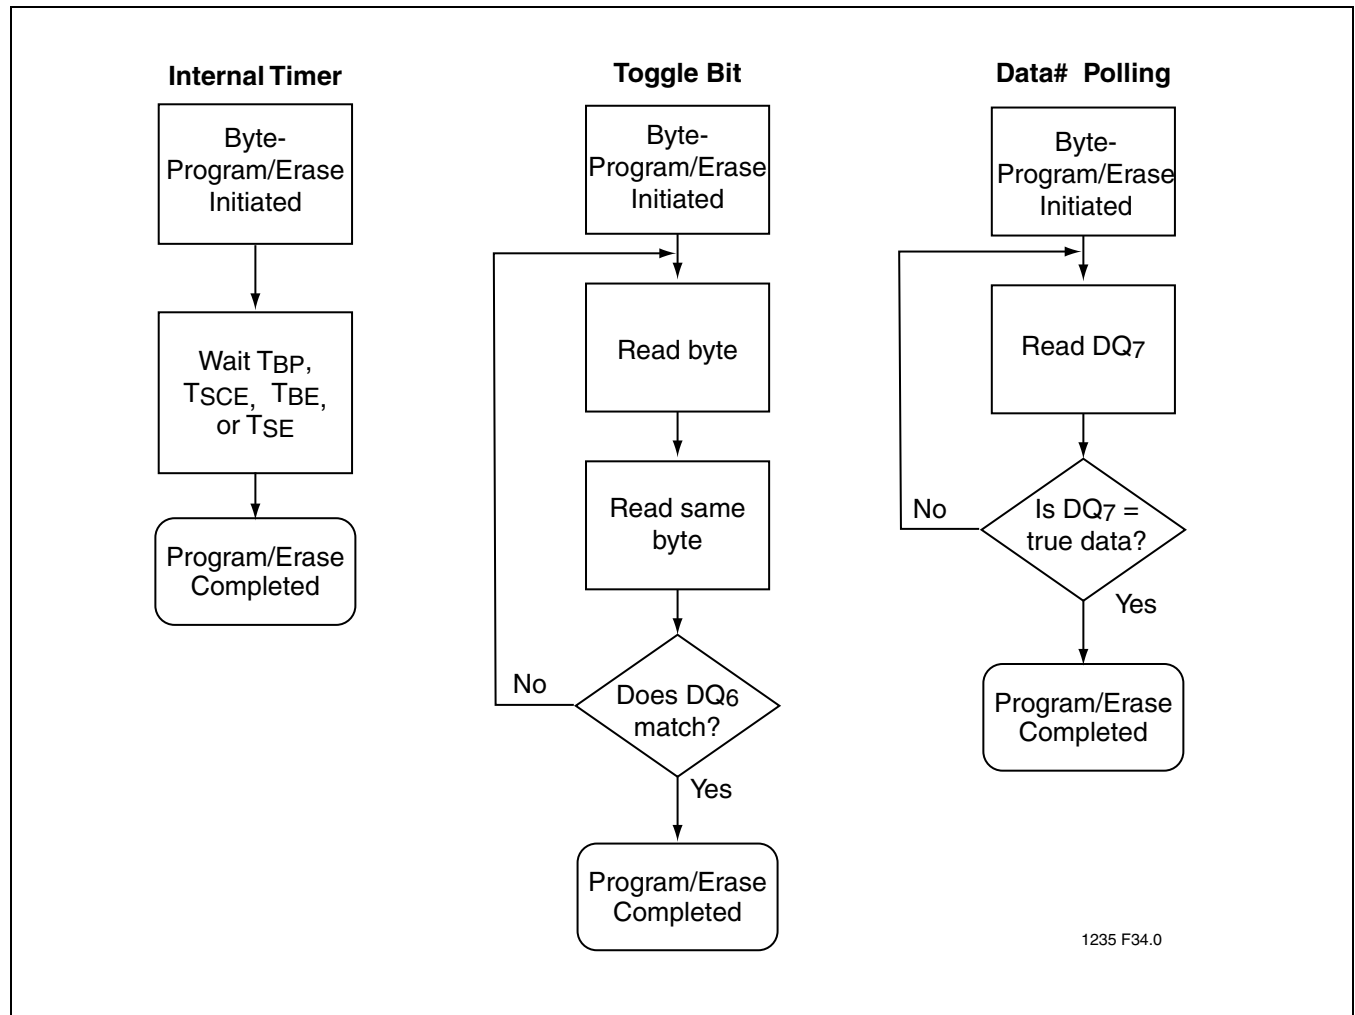 Internal Timer
Byte-
Program/Erase
Initiated
Wait TBP,
TSCE, TBE,
or TSE
Program/Erase
Completed
Toggle Bit
Byte-
Program/Erase
Initiated
Read byte
Read same
byte
Does DQ6
match?
No
Yes
Program/Erase
Completed
Data# Polling
Byte-
Program/Erase
Initiated
Read DQ7
Is DQ7 =
true data?
No
Yes
Program/Erase
Completed
1235 F34.0